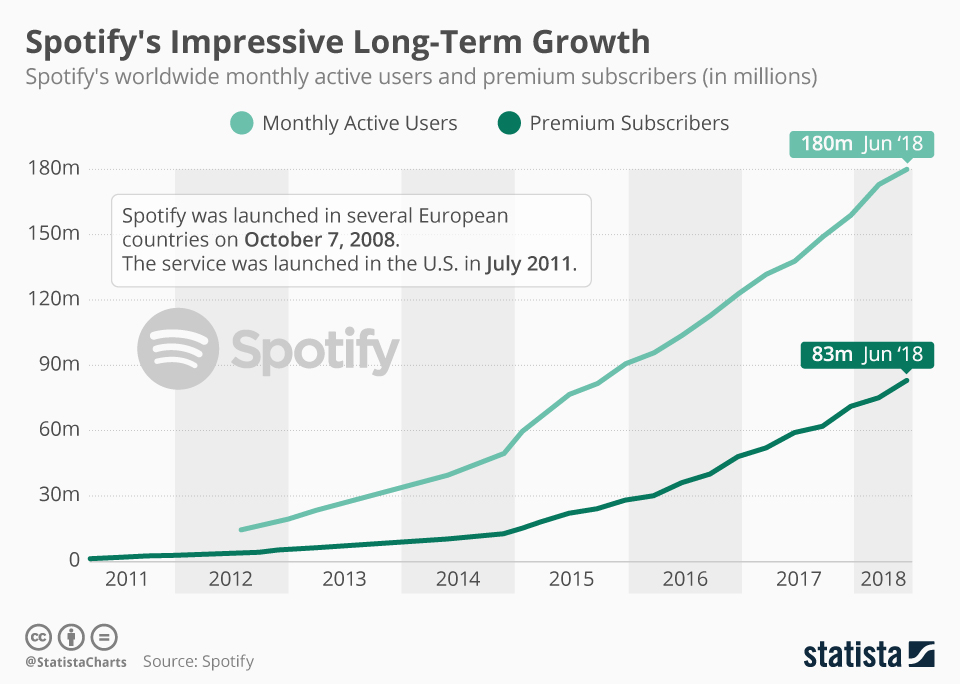 Spotify's Impressive Long-Term Growth
Spotify's worldwide monthly active users and premium subscribers (in millions)
Monthly Active Users
Premium Subscribers
180m Jun ‘18
180m
150m
120m
90m
60m
30m
0
Spotify was launched in several European
countries on October 7, 2008.
The service was launched in the U.S. in July 2011.
Spotify
83m Jun ‘18
2011
2012
2013
2014
2015
2016
2017
2018
cc
@StatistaCharts
Source: Spotify
statista